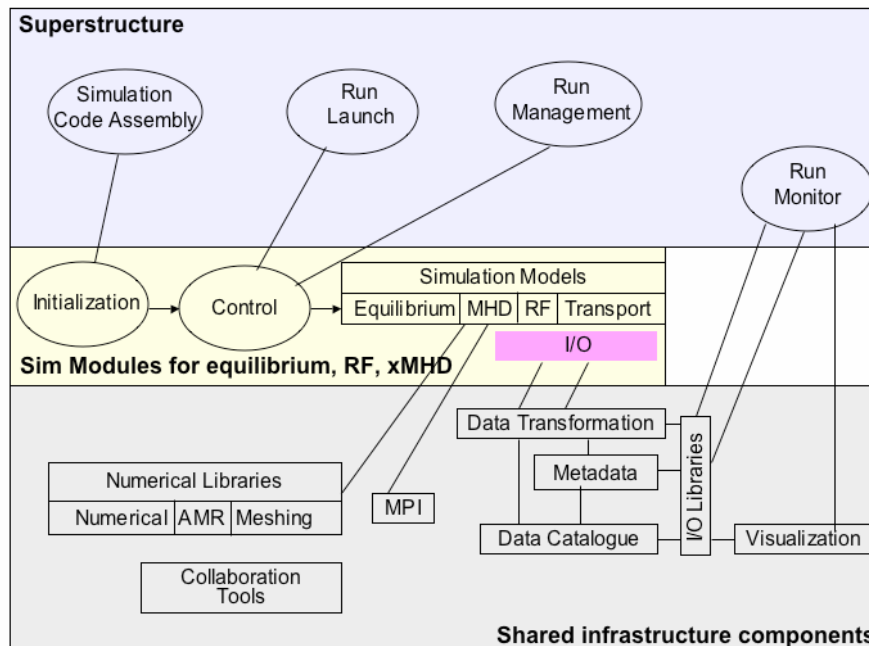 Superstructure
Simulation
Code Assembly
Run
Launch
Run
Management
Run
Monitor
Initialization
Control
Simulation Models
Equilibrium MHD RF Transport
I/O
Sim Modules for equilibrium, RF, xMHD
Data Transformation
Metadata
Data Catalogue
I/O Libraries
Visualization
Numerical Libraries
Numerical AMR Meshing
MPI
Collaboration
Tools
Shared infrastructure components